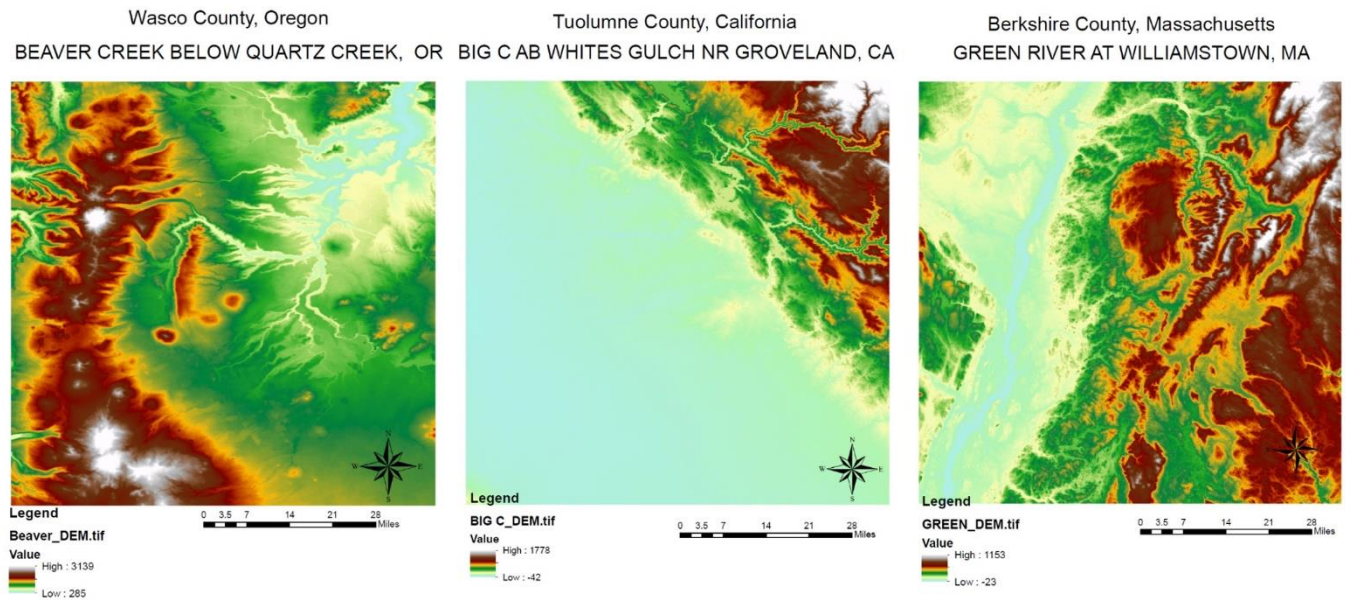 Wasco County, Oregon
BEAVER CREEK BELOW QUARTZ CREEK, OR
N
W E
S
Legend
Beaver_DEM.tif
Value
High : 3139
Low : 285
0 3.5 7 14 21 28
Miles
Tuolumne County, California
BIG C AB WHITES GULCH NR GROVELAND, CA
N
W E
S
Legend
BIG C_DEM.tif
Value
High : 1778
Low : -42
0 3.5 7 14 21 28
Miles
Berkshire County, Massachusetts
GREEN RIVER AT WILLIAMSTOWN, MA
Legend
GREEN_DEM.tif
Value
High : 1153
Low : -23
0 3.5 7 14 21 28
Miles